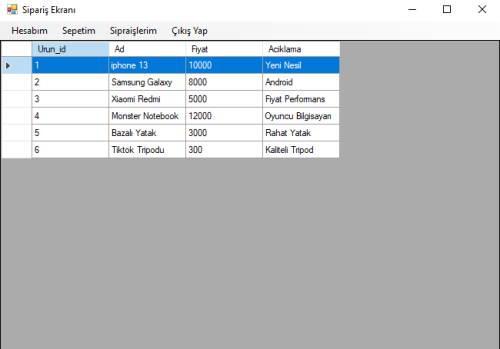 Sipariş Ekranı
Hesabım Sepetim Sipraişlerim Çıkış Yap
Urun_id Ad Fiyat Aciklama
1 iphone 13 10000 Yeni Nesil
2 Samsung Galaxy 8000 Android
3 Xiaomi Redmi 5000 Fiyat Performans
4 Monster Notebook 12000 Oyuncu Bilgisayarı
5 Bazalı Yatak 3000 Rahat Yatak
6 Tiktok Tripodu 300 Kaliteli Tripod